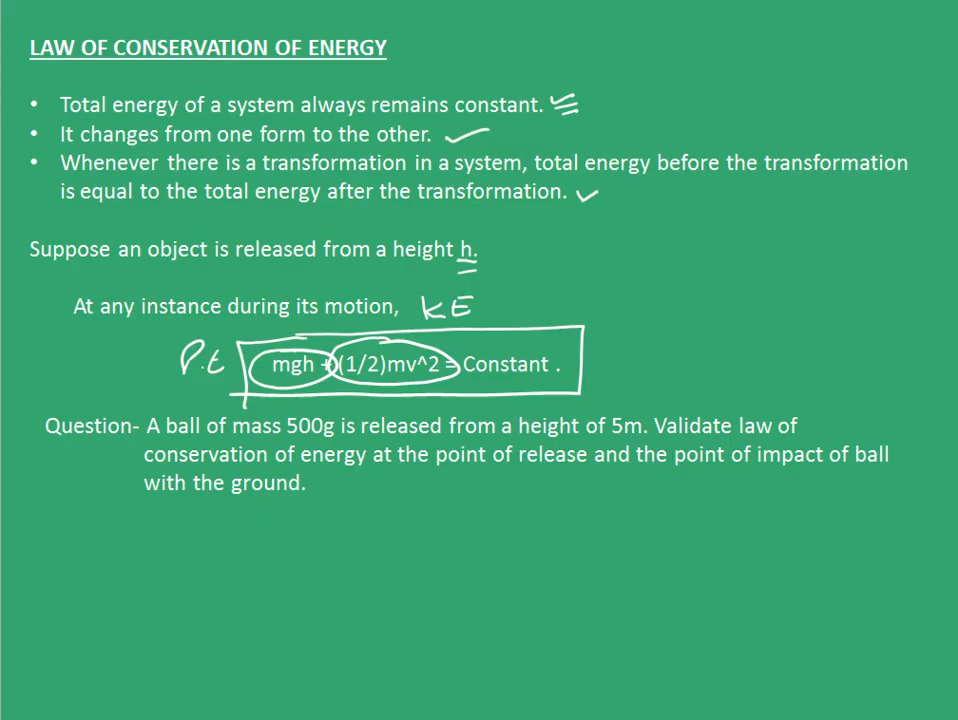 LAW OF CONSERVATION OF ENERGY
• Total energy of a system always remains constant.
• It changes from one form to the other.
• Whenever there is a transformation in a system, total energy before the transformation
is equal to the total energy after the transformation.
Suppose an object is released from a height h.
At any instance during its motion, KE
P.E mgh + (1/2)mv^2 = Constant .
Question- A ball of mass 500g is released from a height of 5m. Validate law of
conservation of energy at the point of release and the point of impact of ball
with the ground.